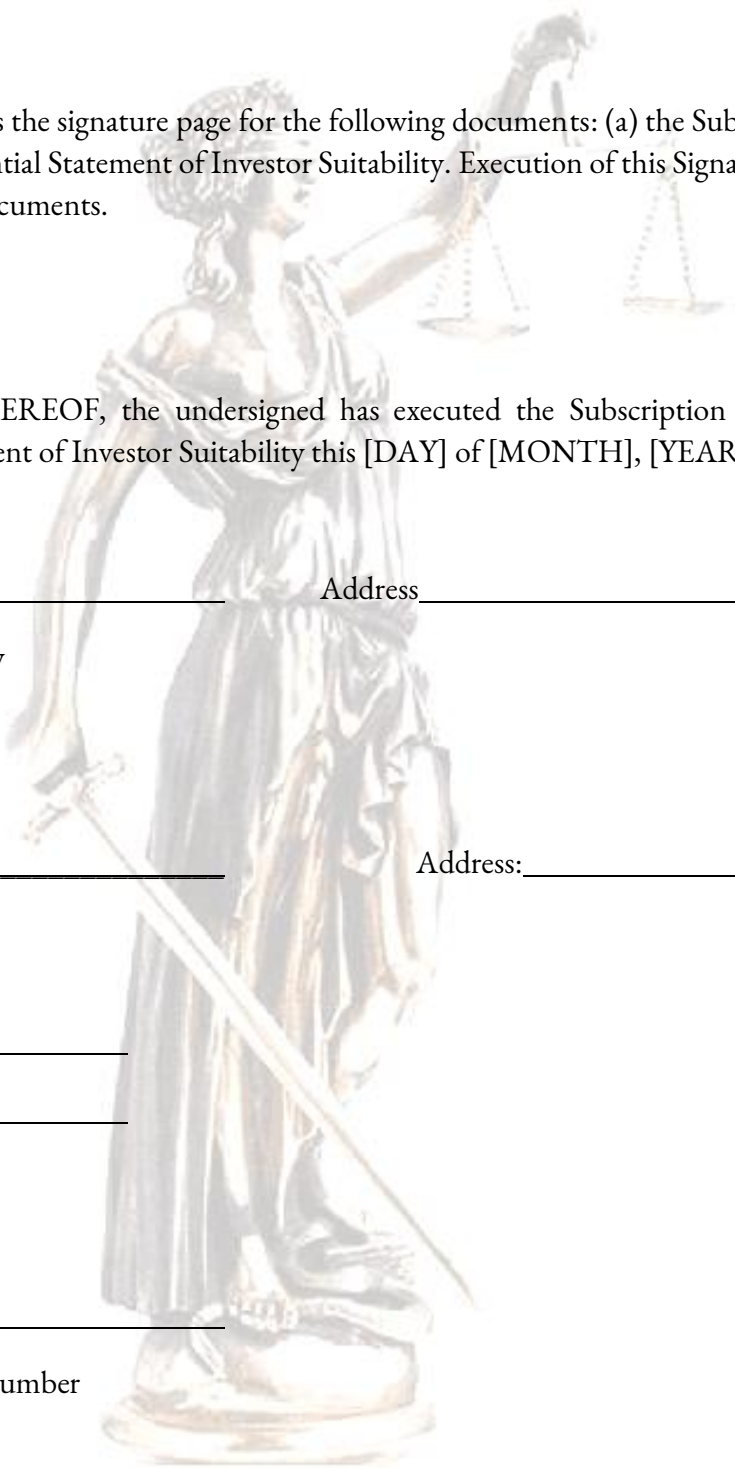 s the signature page for the following documents: (a) the Sub
ntial Statement of Investor Suitability. Execution of this Signa
cuments.
EREOF, the undersigned has executed the Subscription
ent of Investor Suitability this [DAY] of [MONTH], [YEAR
Address
y
Address:
umber